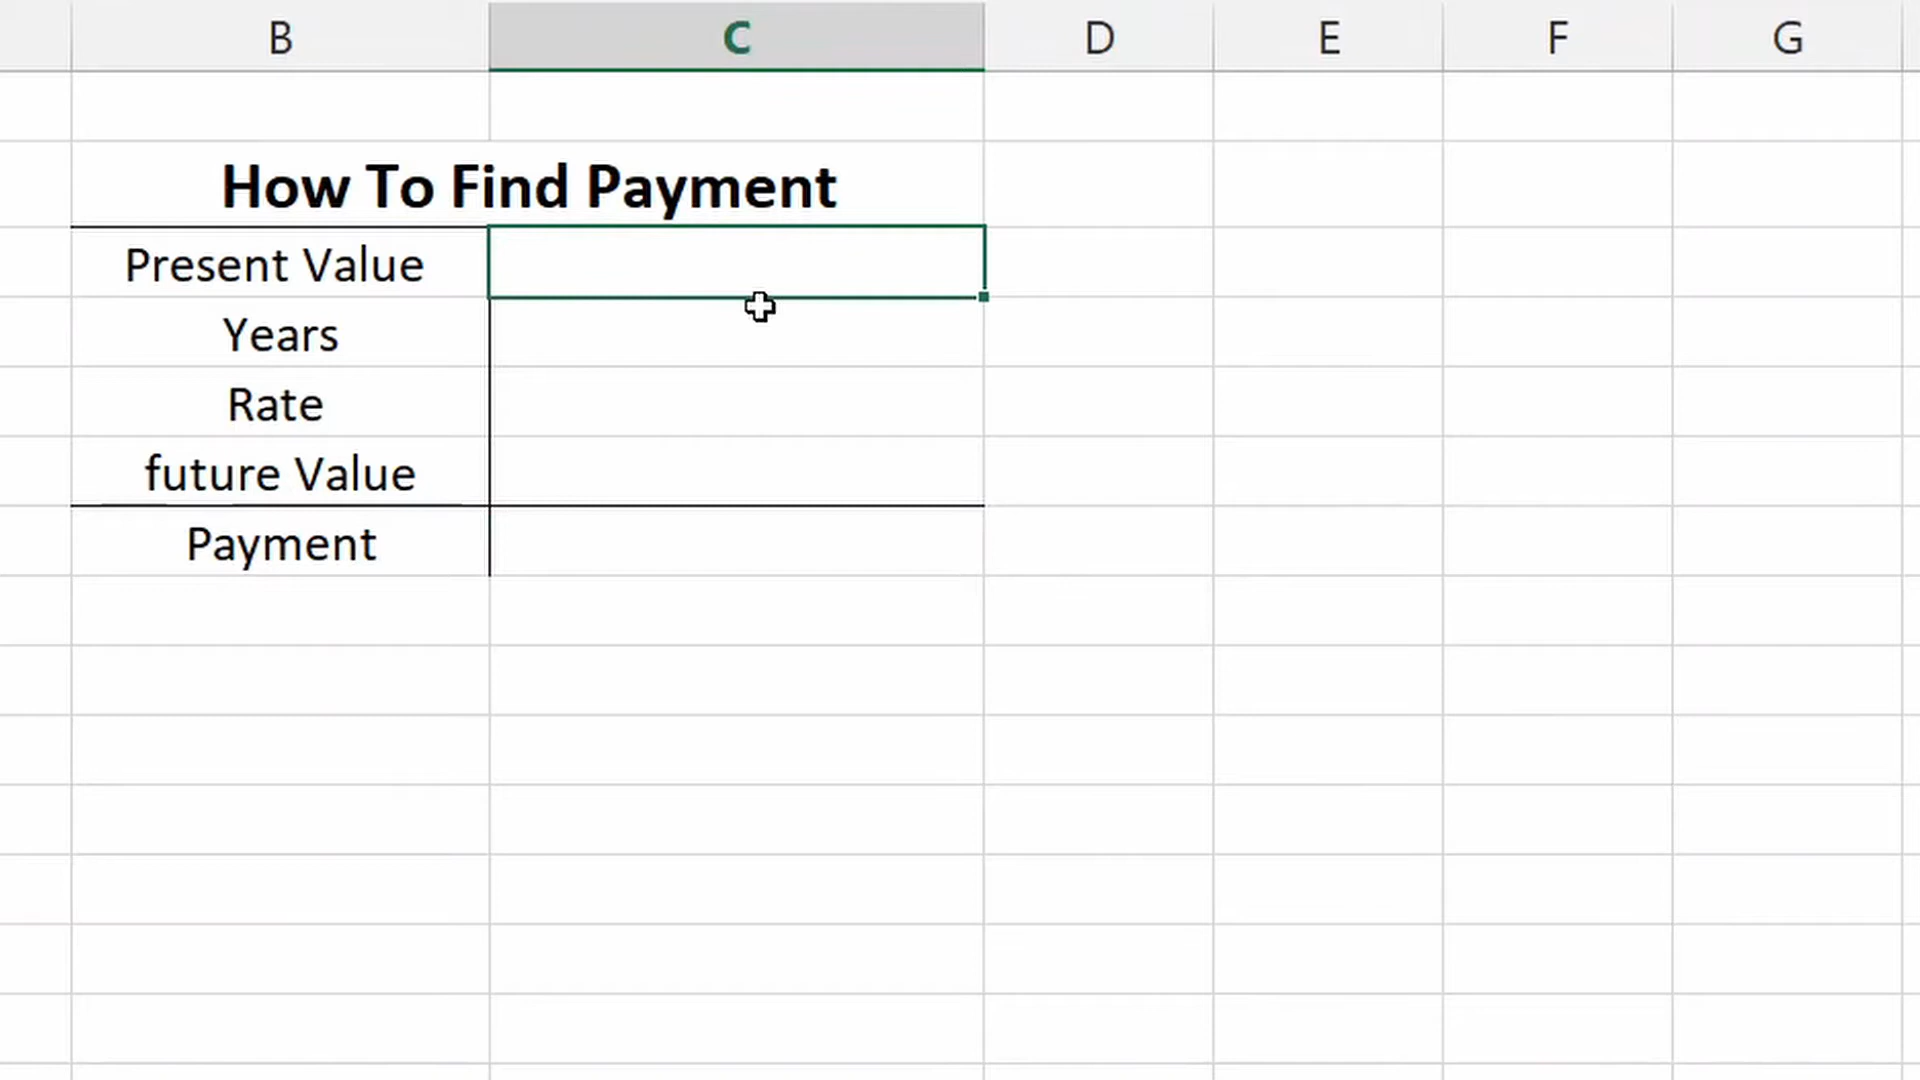 B C D E F G
How To Find Payment
Present Value
Years
Rate
future Value
Payment